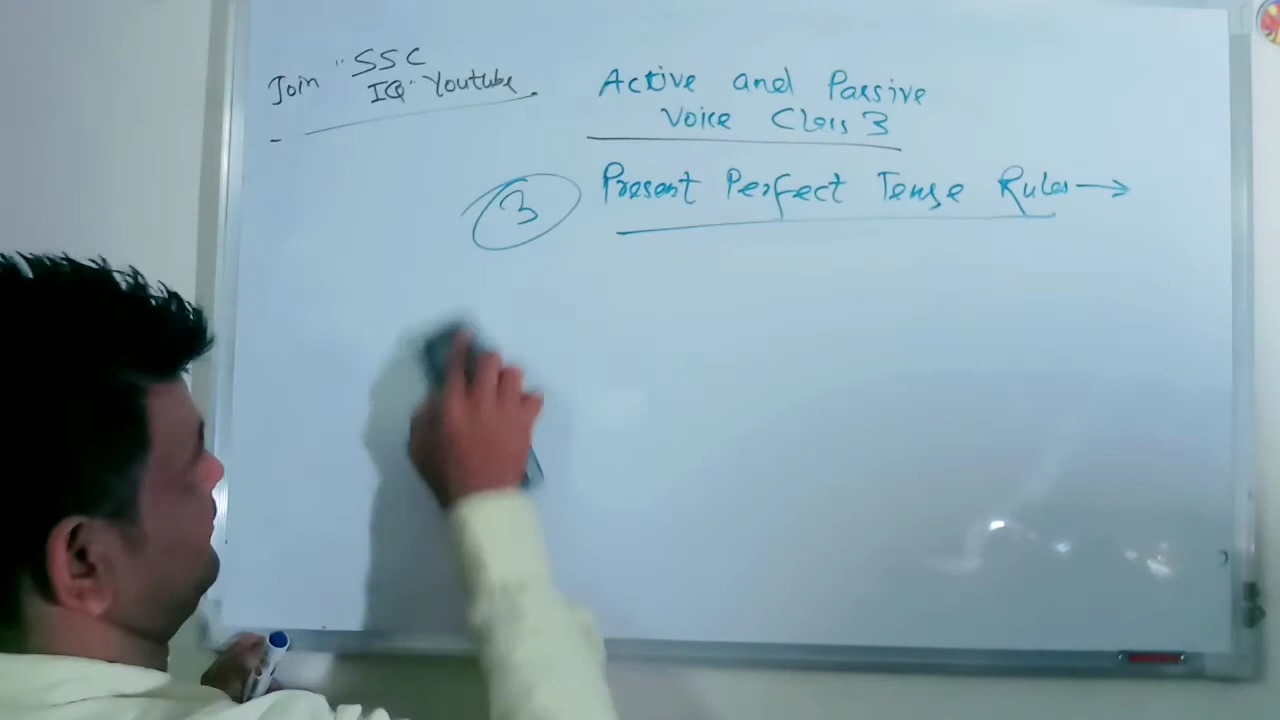 Join "SSC
IQ" Youtube
Active and Passive
Voice Class 3
3 Present Perfect Tense Rules →